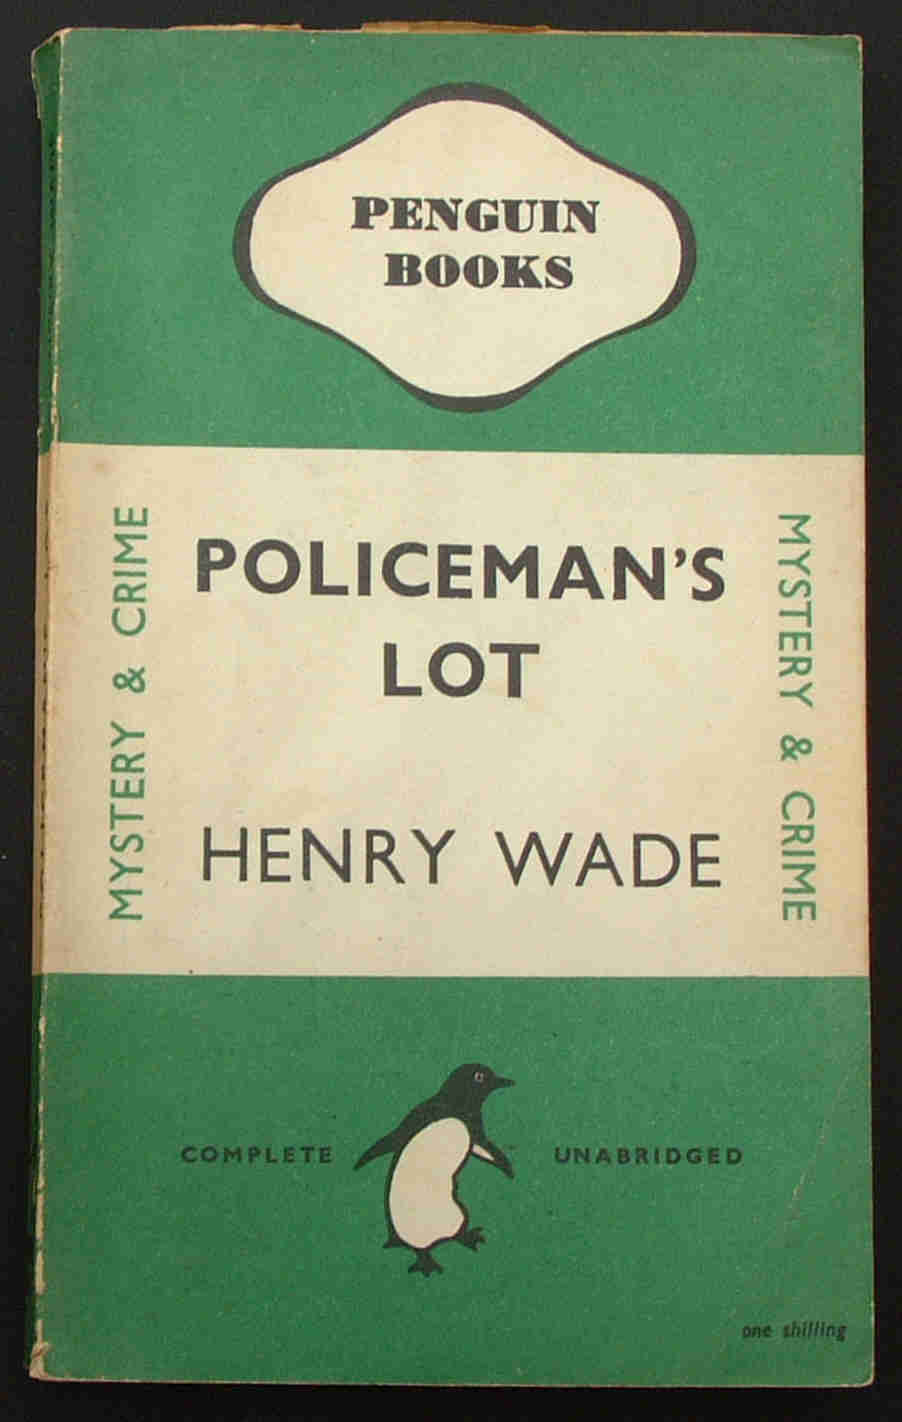 PENGUIN
BOOKS
MYSTERY & CRIME
POLICEMAN'S
LOT
HENRY WADE
MYSTERY & CRIME
COMPLETE UNABRIDGED
one shilling